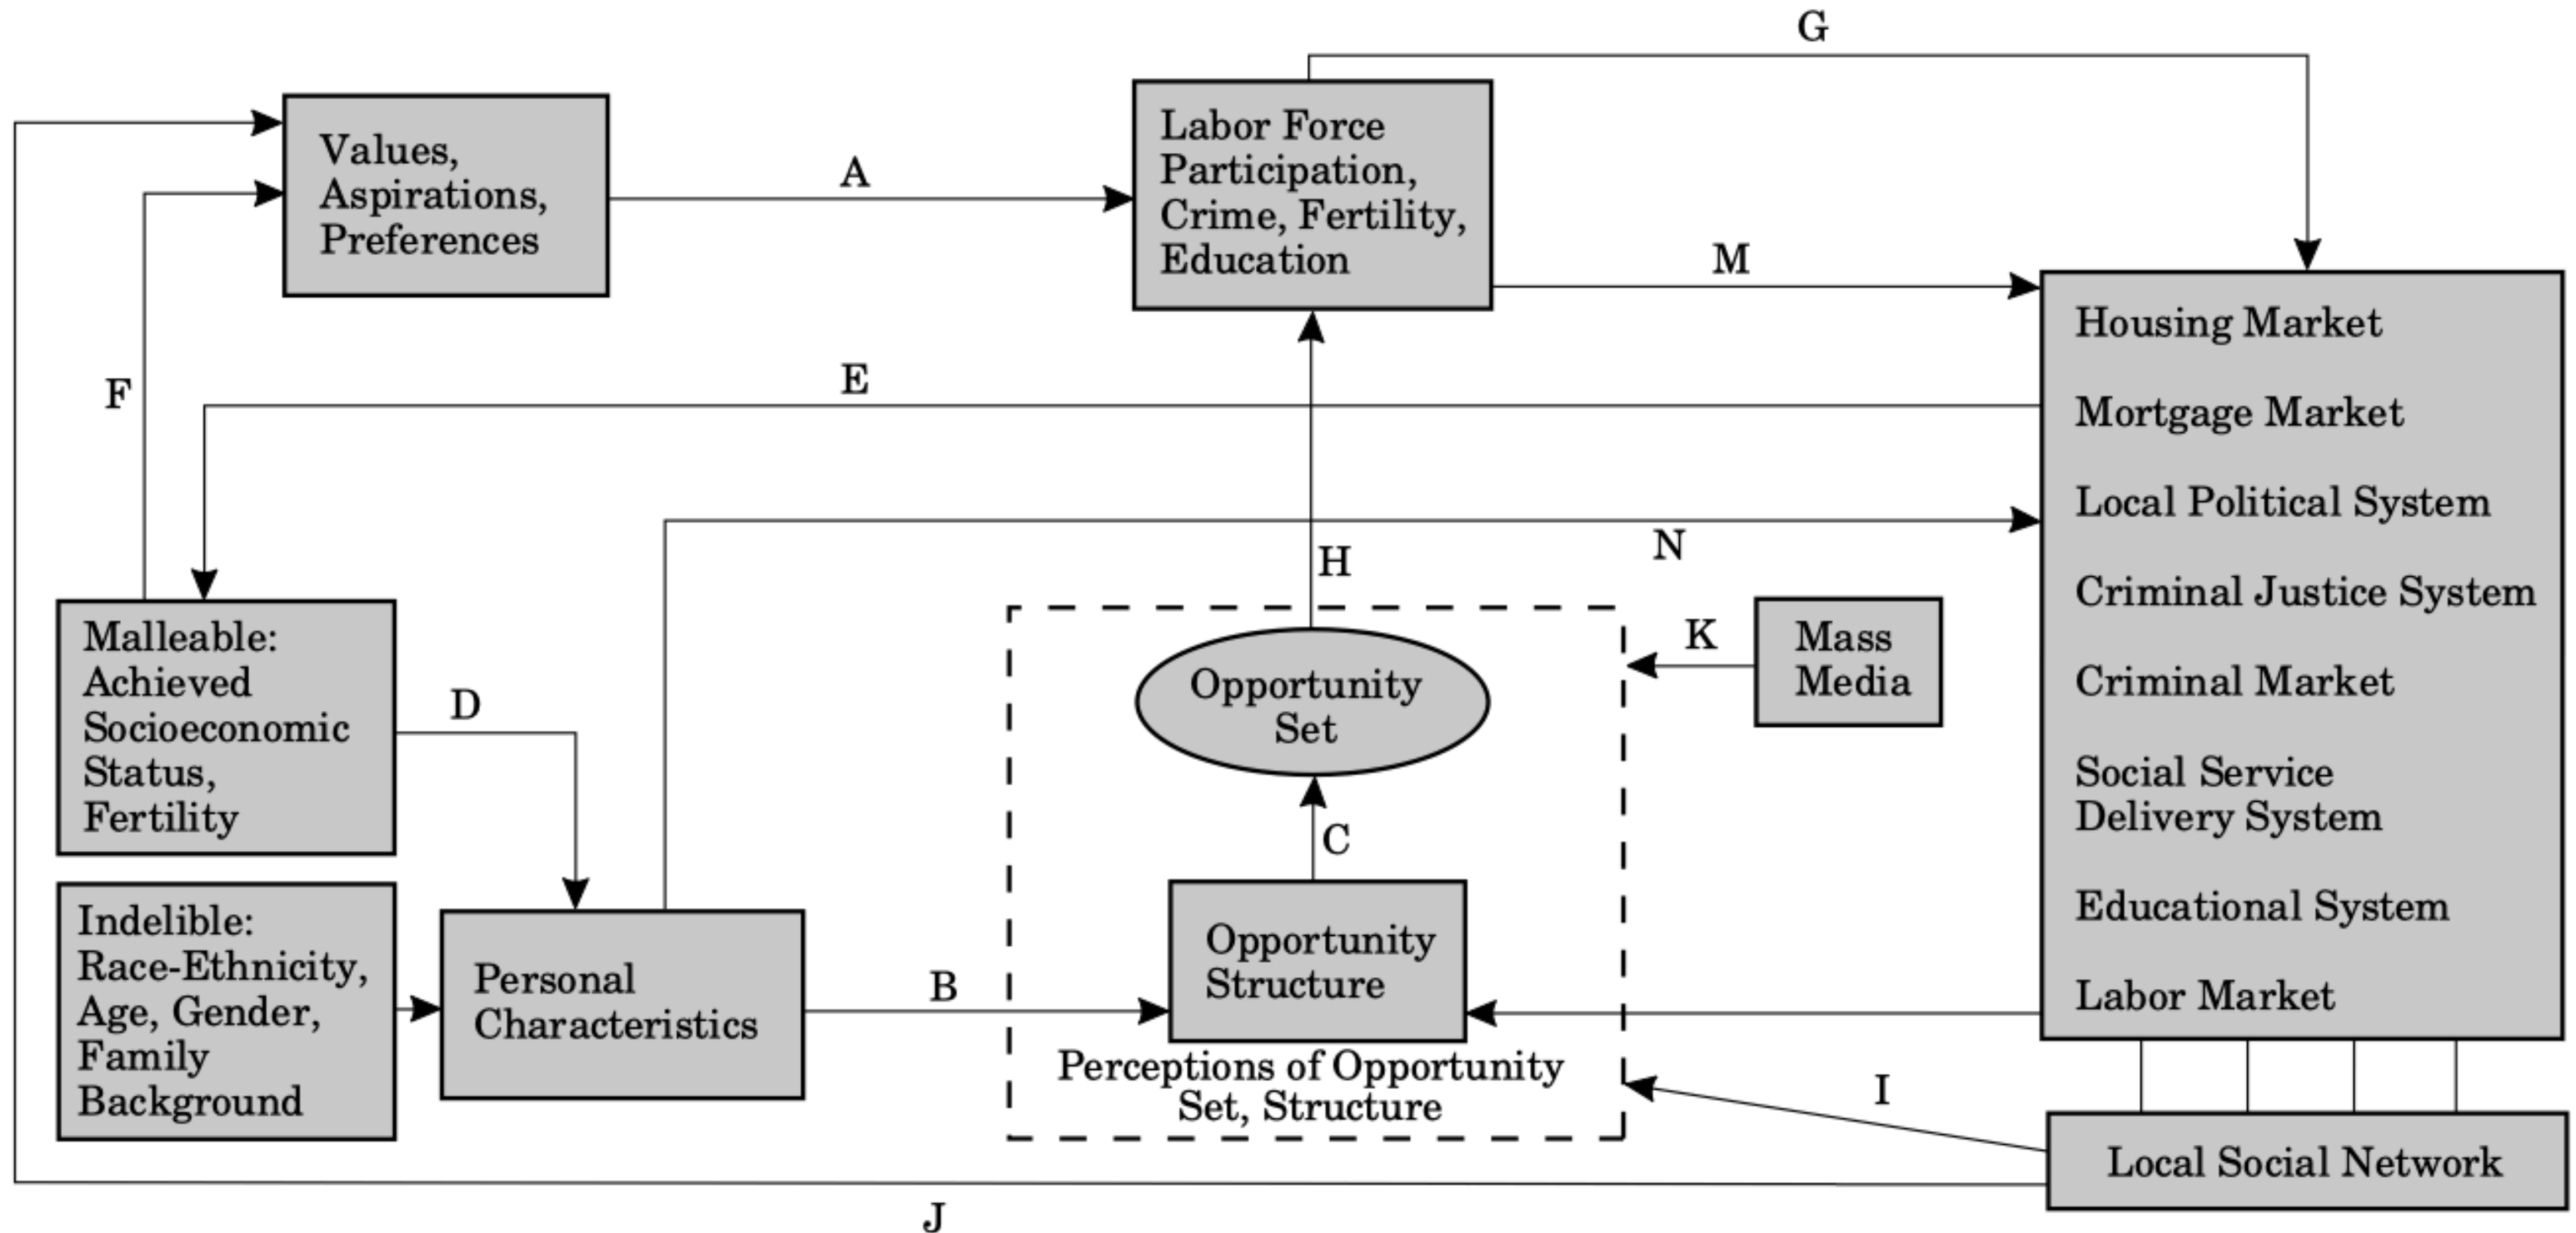 G
Values,
Aspirations,
Preferences
A
Labor Force
Participation,
Crime, Fertility,
Education
M
Housing Market
Mortgage Market
Local Political System
Criminal Justice System
Criminal Market
Social Service
Delivery System
Educational System
Labor Market
F
E
N
H
K
Mass
Media
Malleable:
Achieved
Socioeconomic
Status,
Fertility
D
Opportunity
Set
C
Indelible:
Race-Ethnicity,
Age, Gender,
Family
Background
Personal
Characteristics
B
Opportunity
Structure
Perceptions of Opportunity
Set, Structure
I
Local Social Network
J